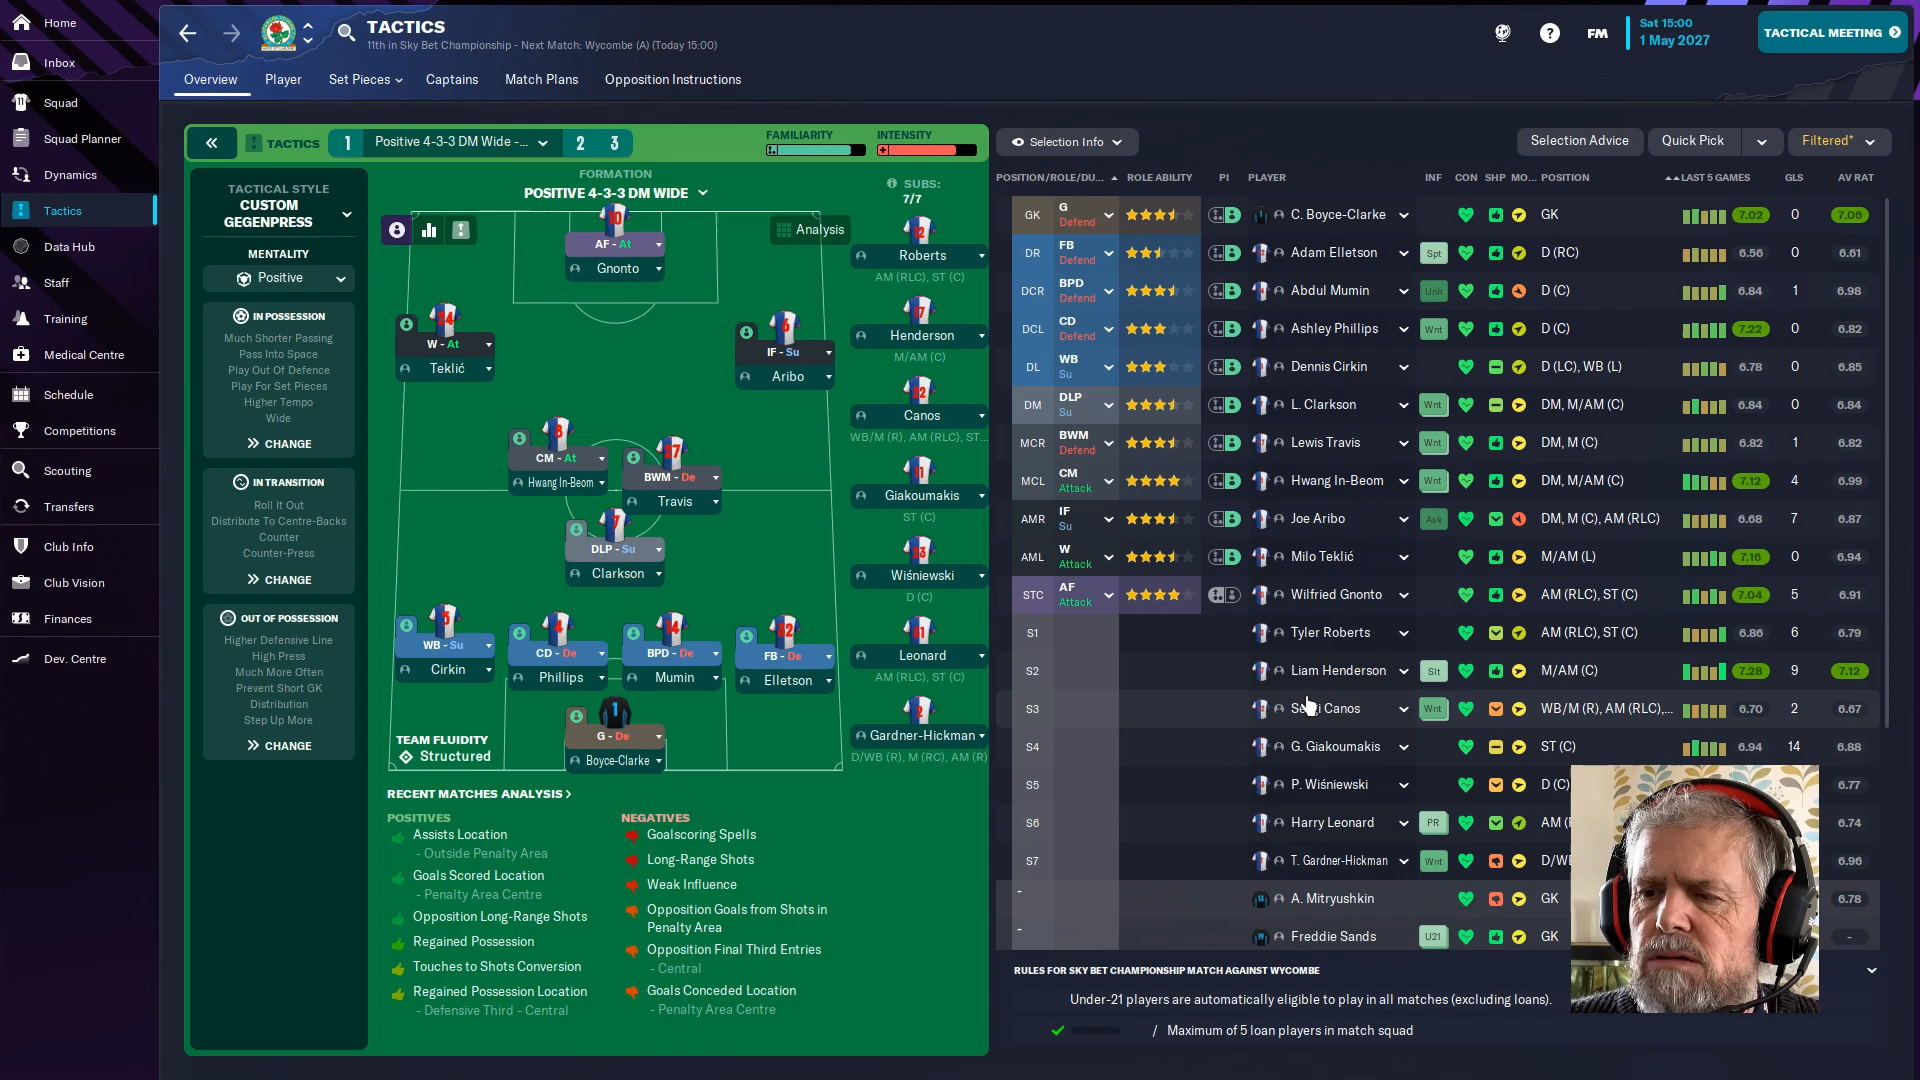 Home
Inbox
Squad
Squad Planner
Dynamics
Tactics
Data Hub
Staff
Training
Medical Centre
Schedule
Competitions
Scouting
Transfers
Club Info
Club Vision
Finances
Dev. Centre
TACTICS
11th in Sky Bet Championship - Next Match: Wycombe (A) (Today 15:00)
FM
Sat 15:00
1 May 2027
TACTICAL MEETING
Overview Player Set Pieces Captains Match Plans Opposition Instructions
TACTICS 1 Positive 4-3-3 DM Wide -... 2 3
FAMILIARITY INTENSITY
TACTICAL STYLE
CUSTOM
GEGENPRESS
MENTALITY
Positive
IN POSSESSION
Much Shorter Passing
Pass Into Space
Play Out Of Defence
Play For Set Pieces
Higher Tempo
Wide
CHANGE
IN TRANSITION
Roll It Out
Distribute To Centre-Backs
Counter
Counter-Press
CHANGE
OUT OF POSSESSION
Higher Defensive Line
High Press
Much More Often
Prevent Short GK
Distribution
Step Up More
CHANGE
FORMATION
POSITIVE 4-3-3 DM WIDE
Analysis
10
AF - At
Gnonto
W - At
Teklić
6
IF - Su
Aribo
8
CM - At
Hwang In-Beom
27
BWM - De
Travis
7
DLP - Su
Clarkson
5
WB - Su
Cirkin
4
CD - De
Phillips
14
BPD - De
Mumin
32
FB - De
Elletson
1
G - De
Boyce-Clarke
TEAM FLUIDITY
Structured
SUBS:
7/7
12
Roberts
AM (RLC), ST (C)
17
Henderson
M/AM (C)
22
Canos
WB/M (R), AM (RLC), ST...
11
Giakoumakis
ST (C)
Wiśniewski
D (C)
Leonard
AM (RLC), ST (C)
2
Gardner-Hickman
D/WB (R), M (RC), AM (R)
RECENT MATCHES ANALYSIS
POSITIVES
Assists Location
- Outside Penalty Area
Goals Scored Location
- Penalty Area Centre
Opposition Long-Range Shots
Regained Possession
Touches to Shots Conversion
Regained Possession Location
- Defensive Third - Central
NEGATIVES
Goalscoring Spells
Long-Range Shots
Weak Influence
Opposition Goals from Shots in
Penalty Area
Opposition Final Third Entries
- Central
Goals Conceded Location
- Penalty Area Centre
Selection Info
Selection Advice Quick Pick Filtered*
POSITION/ROLE/DU... ROLE ABILITY PI PLAYER INF CON SHP MO... POSITION LAST 5 GAMES GLS AV RAT
GK G Defend C. Boyce-Clarke GK 7.02 0 7.06
DR FB Defend Adam Elletson Spt D (RC) 6.56 0 6.61
DCR BPD Defend Abdul Mumin Unh D (C) 6.84 1 6.98
DCL CD Defend Ashley Phillips Wnt D (C) 7.22 0 6.82
DL WB Su Dennis Cirkin D (LC), WB (L) 6.78 0 6.85
DM DLP Su L. Clarkson Wnt DM, M/AM (C) 6.84 0 6.84
MCR BWM Defend Lewis Travis Wnt DM, M (C) 6.82 1 6.82
MCL CM Attack Hwang In-Beom Wnt DM, M/AM (C) 7.12 4 6.99
AMR IF Su Joe Aribo Ask DM, M (C), AM (RLC) 6.68 7 6.87
AML W Attack Milo Teklić M/AM (L) 7.16 0 6.94
STC AF Attack Wilfried Gnonto AM (RLC), ST (C) 7.04 5 6.91
S1 Tyler Roberts AM (RLC), ST (C) 6.86 6 6.79
S2 Liam Henderson Slt M/AM (C) 7.28 9 7.12
S3 Canos Wnt WB/M (R), AM (RLC),... 6.70 2 6.67
S4 G. Giakoumakis ST (C) 6.94 14 6.88
S5 P. Wiśniewski D (C) 6.77
S6 Harry Leonard PR AM 6.74
S7 T. Gardner-Hickman Wnt 6.96
- A. Mitryushkin GK 6.78
- Freddie Sands U21 GK -
RULES FOR SKY BET CHAMPIONSHIP MATCH AGAINST WYCOMBE
Under-21 players are automatically eligible to play in all matches (excluding loans).
/ Maximum of 5 loan players in match squad